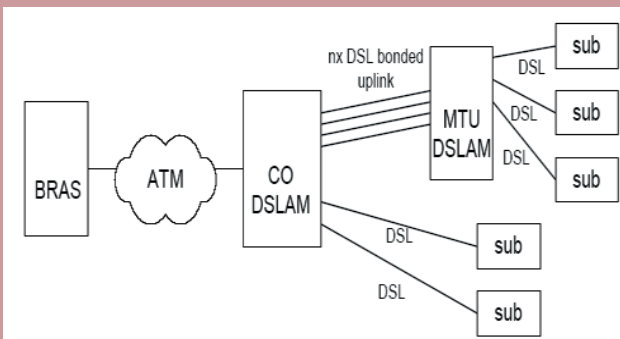 nx DSL bonded
uplink
BRAS
ATM
CO
DSLAM
MTU
DSLAM
DSL
sub
DSL
sub
DSL
sub
DSL
sub
DSL
sub